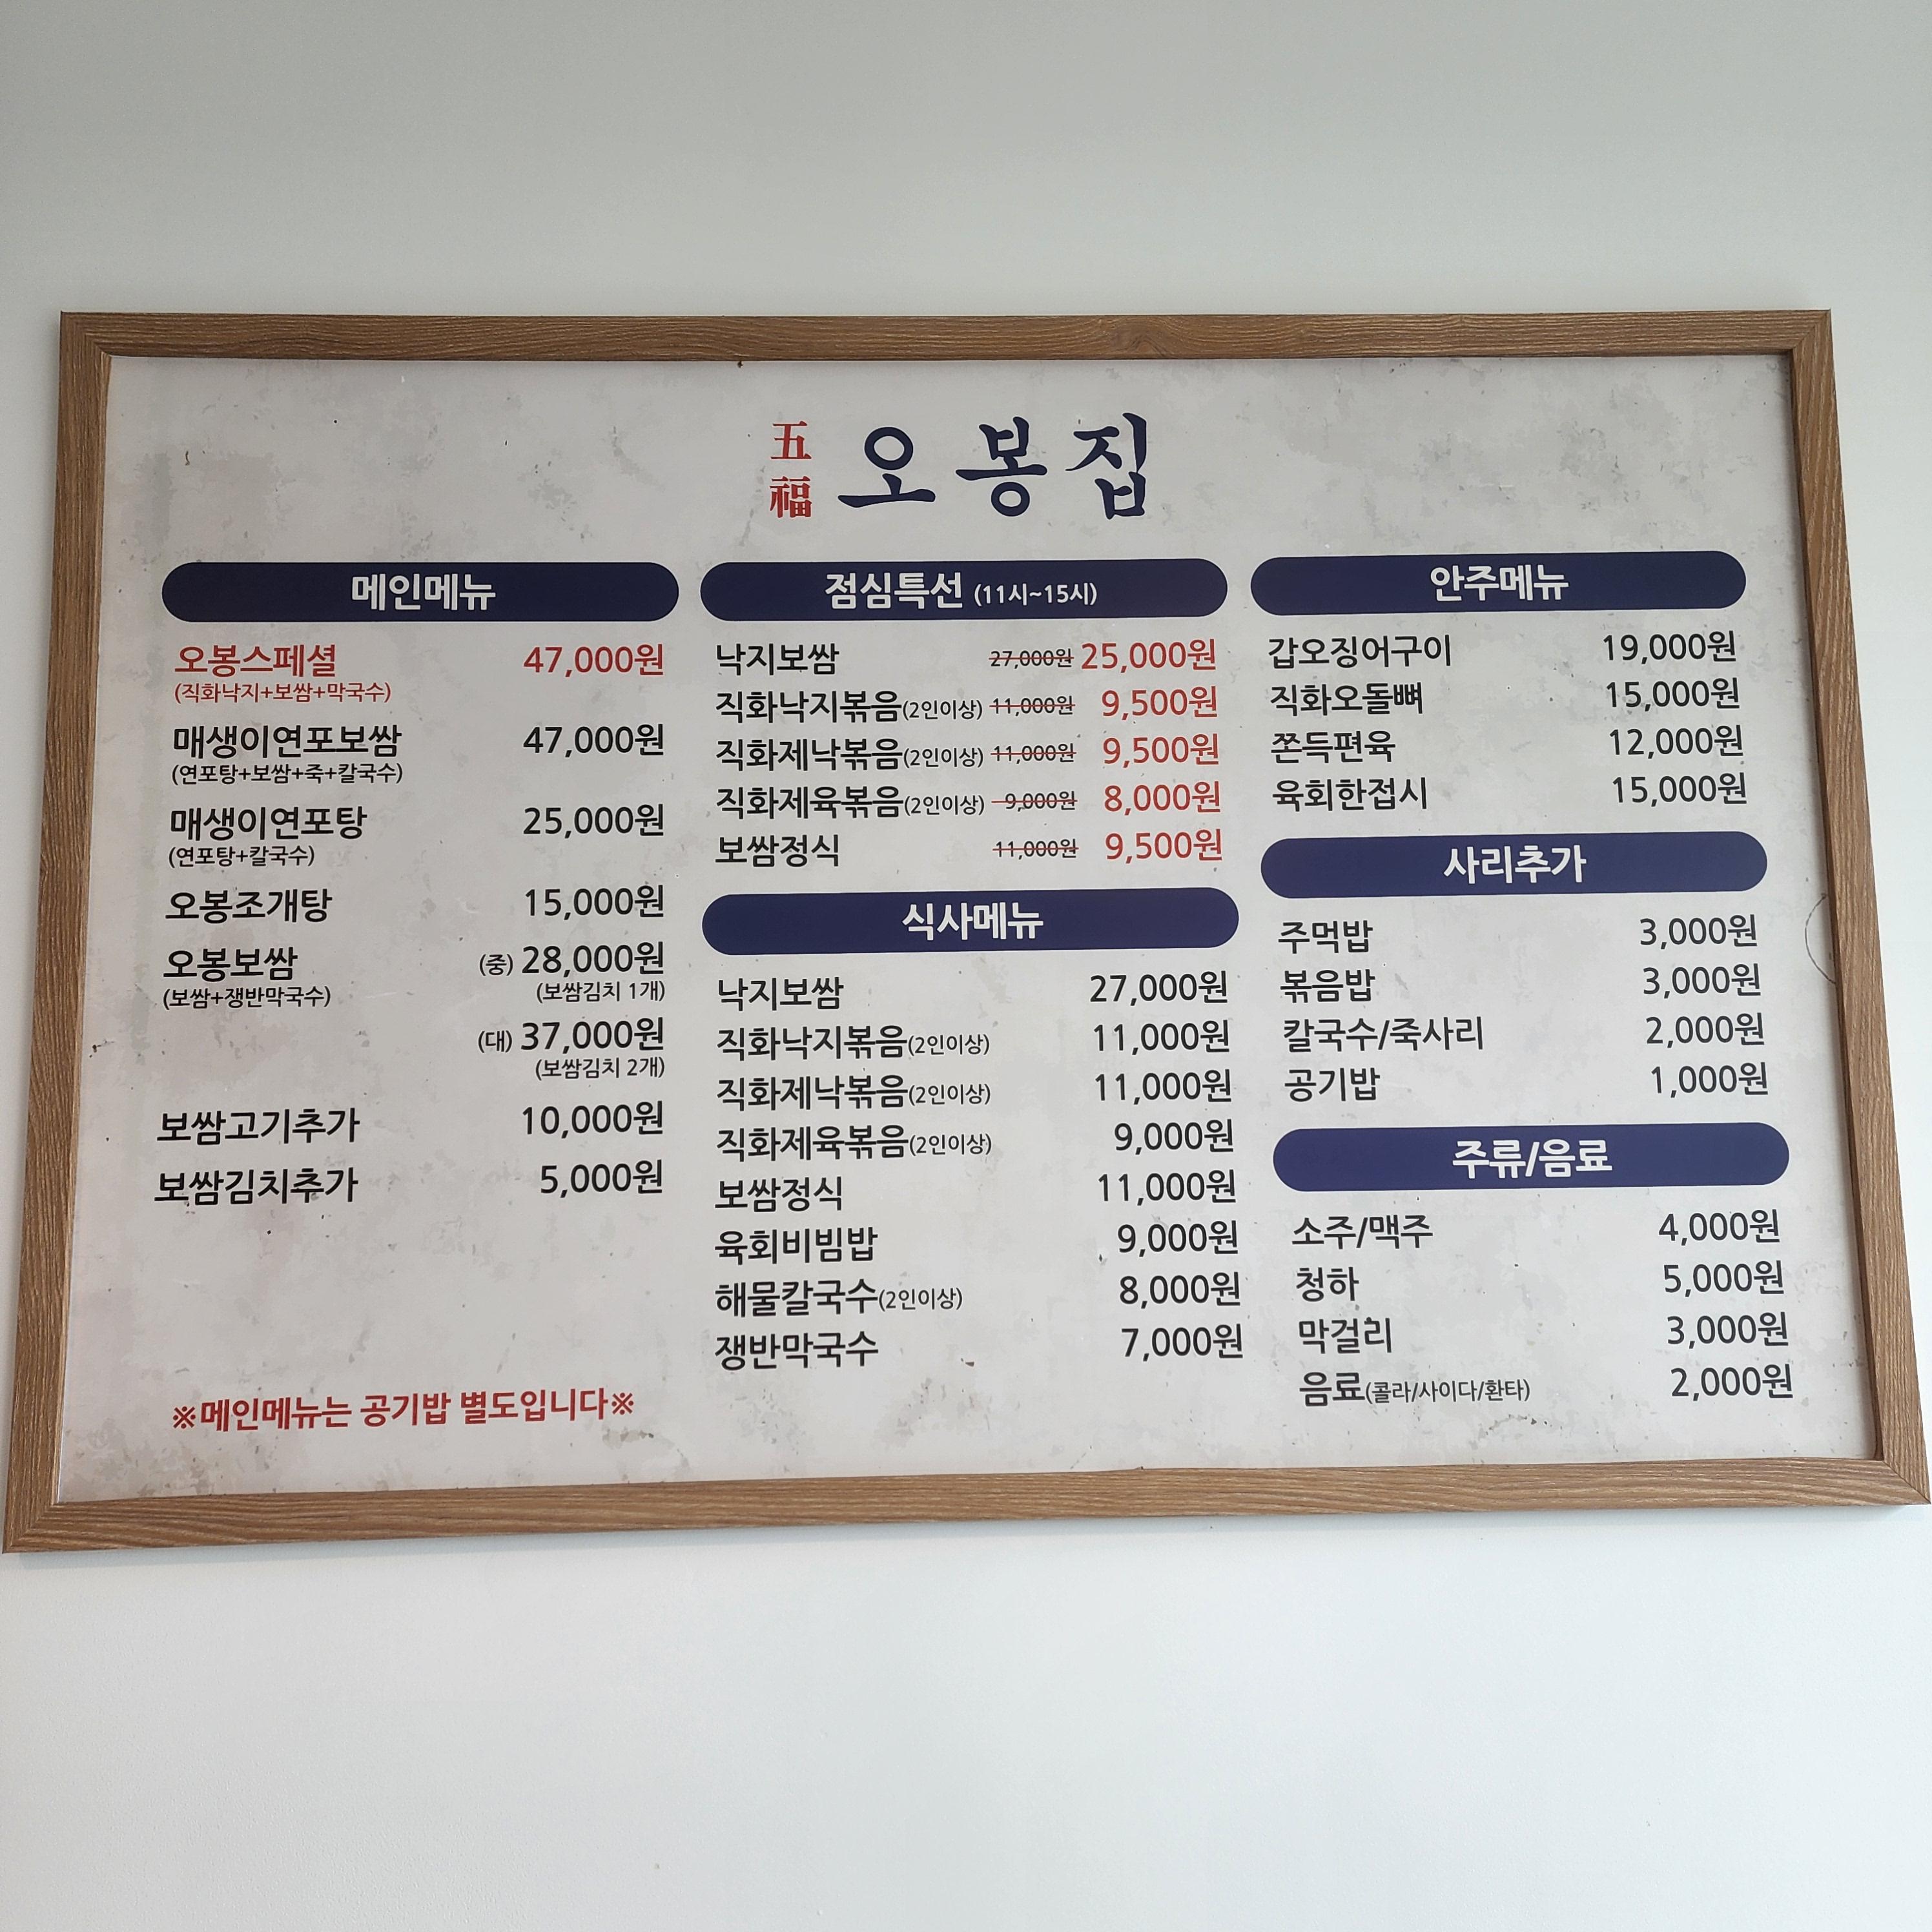 五福 오봉집
메인메뉴
오봉스페셜 47,000원
(직화낙지+보쌈+막국수)
매생이연포보쌈 47,000원
(연포탕+보쌈+죽+칼국수)
매생이연포탕 25,000원
(연포탕+칼국수)
오봉조개탕 15,000원
오봉보쌈 (중) 28,000원
(보쌈+쟁반막국수) (보쌈김치 1개)
(대) 37,000원
(보쌈김치 2개)
보쌈고기추가 10,000원
보쌈김치추가 5,000원
※메인메뉴는 공기밥 별도입니다※
점심특선 (11시~15시)
낙지보쌈 27,000원 25,000원
직화낙지볶음(2인이상) 11,000원 9,500원
직화제낙볶음(2인이상) 11,000원 9,500원
직화제육볶음(2인이상) 9,000원 8,000원
보쌈정식 11,000원 9,500원
식사메뉴
낙지보쌈 27,000원
직화낙지볶음(2인이상) 11,000원
직화제낙볶음(2인이상) 11,000원
직화제육볶음(2인이상) 9,000원
보쌈정식 11,000원
육회비빔밥 9,000원
해물칼국수(2인이상) 8,000원
쟁반막국수 7,000원
안주메뉴
갑오징어구이 19,000원
직화오돌뼈 15,000원
쫀득편육 12,000원
육회한접시 15,000원
사리추가
주먹밥 3,000원
볶음밥 3,000원
칼국수/죽사리 2,000원
공기밥 1,000원
주류/음료
소주/맥주 4,000원
청하 5,000원
막걸리 3,000원
음료(콜라/사이다/환타) 2,000원